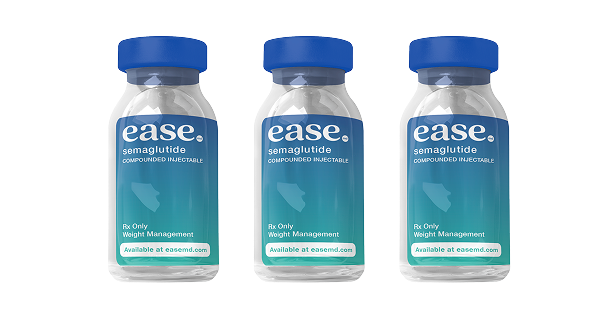 ease.
semaglutide
COMPOUNDED INJECTABLE
Rx Only
Weight Management
Available at easemd.com
ease.
semaglutide
COMPOUNDED INJECTABLE
Rx Only
Weight Management
Available at easemd.com
ease.
semaglutide
COMPOUNDED INJECTABLE
Rx Only
Weight Management
Available at easemd.com